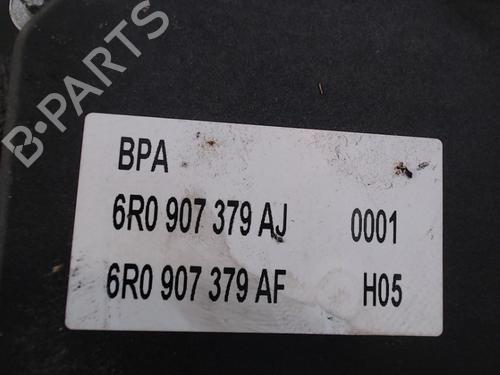 B-PARTS
BPA
6R0 907 379 AJ 0001
6R0 907 379 AF H05